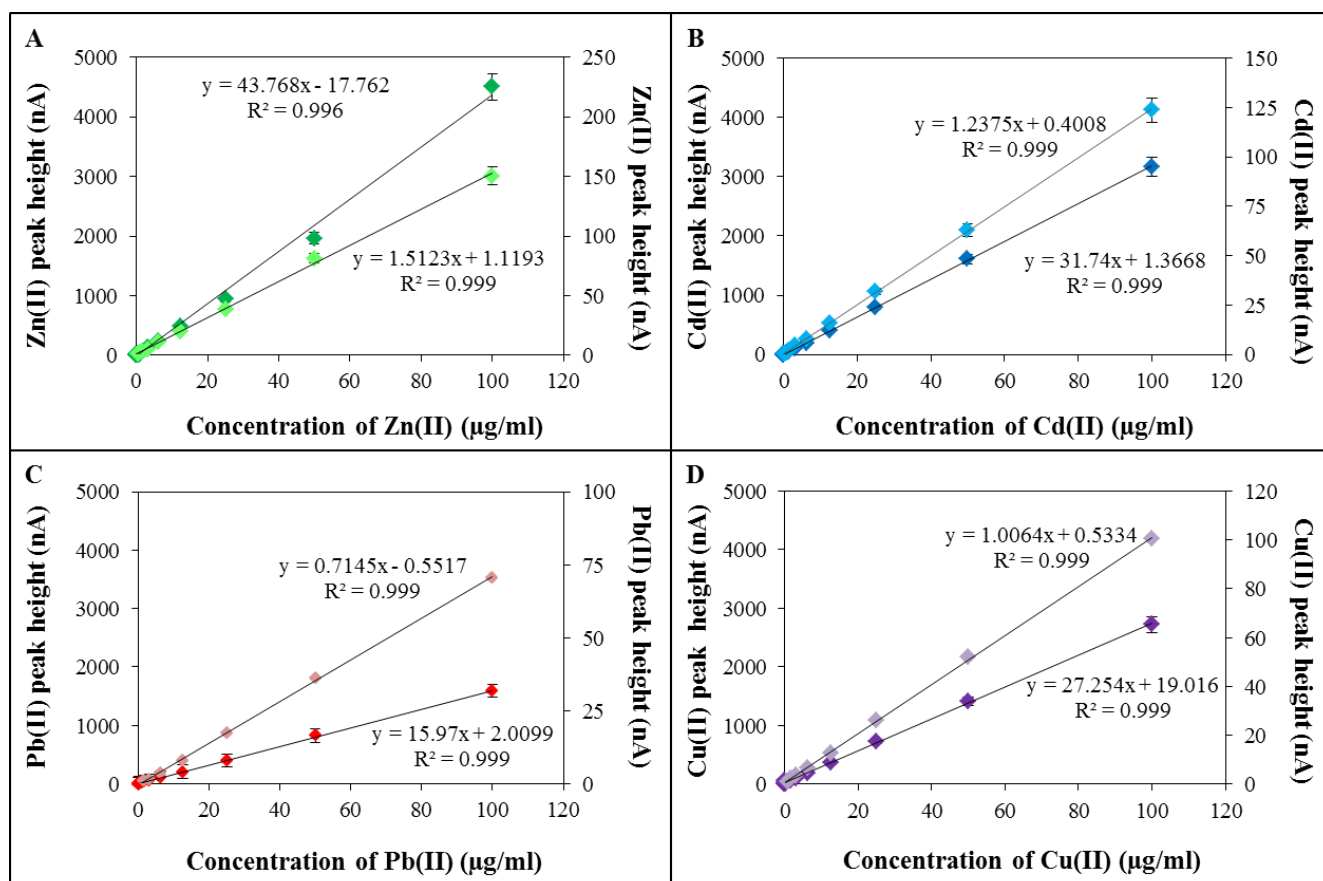 A
Zn(II) peak height (nA)
5000
4000
3000
2000
1000
0
y = 43.768x - 17.762
R² = 0.996
y = 1.5123x + 1.1193
R² = 0.999
250
200
150
100
50
0
Zn(II) peak height (nA)
0 20 40 60 80 100 120
Concentration of Zn(II) (µg/ml)
B
Cd(II) peak height (nA)
5000
4000
3000
2000
1000
0
y = 1.2375x + 0.4008
R² = 0.999
y = 31.74x + 1.3668
R² = 0.999
150
125
100
75
50
25
0
Cd(II) peak height (nA)
0 20 40 60 80 100 120
Concentration of Cd(II) (µg/ml)
C
Pb(II) peak height (nA)
5000
4000
3000
2000
1000
0
y = 0.7145x - 0.5517
R² = 0.999
y = 15.97x + 2.0099
R² = 0.999
100
75
50
25
0
Pb(II) peak height (nA)
0 20 40 60 80 100 120
Concentration of Pb(II) (µg/ml)
D
Cu(II) peak height (nA)
5000
4000
3000
2000
1000
0
y = 1.0064x + 0.5334
R² = 0.999
y = 27.254x + 19.016
R² = 0.999
120
100
80
60
40
20
0
Cu(II) peak height (nA)
0 20 40 60 80 100 120
Concentration of Cu(II) (µg/ml)